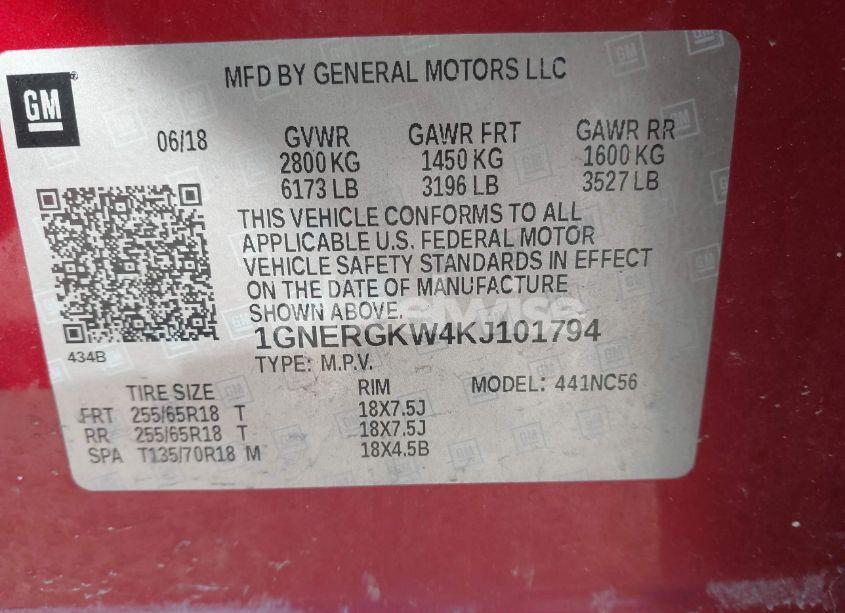 MFD BY GENERAL MOTORS LLC
GM
06/18 GVWR GAWR FRT GAWR RR
2800 KG 1450 KG 1600 KG
6173 LB 3196 LB 3527 LB
THIS VEHICLE CONFORMS TO ALL
APPLICABLE U.S. FEDERAL MOTOR
VEHICLE SAFETY STANDARDS IN EFFECT
ON THE DATE OF MANUFACTURE
SHOWN ABOVE.
1GNERGKW4KJ101794
434B
TYPE: M.P.V.
TIRE SIZE RIM MODEL: 441NC56
FRT 255/65R18 T 18X7.5J
RR 255/65R18 T 18X7.5J
SPA T135/70R18 M 18X4.5B